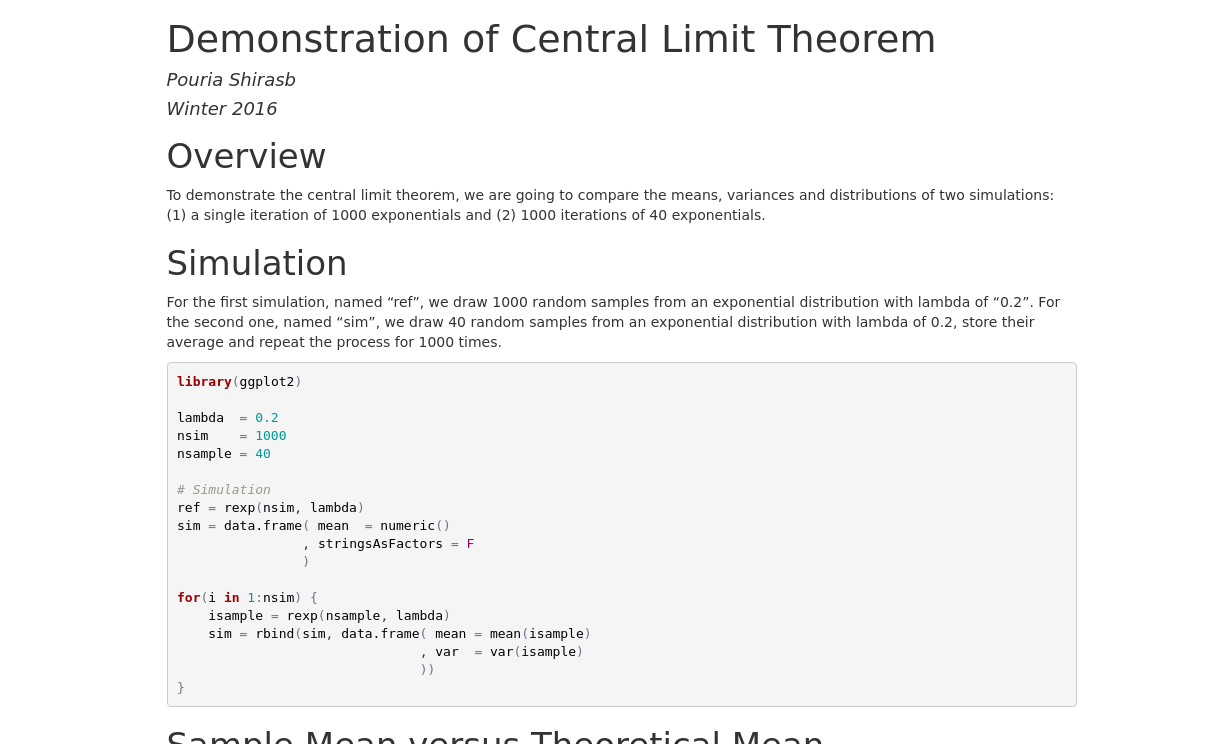 Demonstration of Central Limit Theorem
Pouria Shirasb
Winter 2016
Overview
To demonstrate the central limit theorem, we are going to compare the means, variances and distributions of two simulations:
(1) a single iteration of 1000 exponentials and (2) 1000 iterations of 40 exponentials.
Simulation
For the first simulation, named “ref”, we draw 1000 random samples from an exponential distribution with lambda of “0.2”. For
the second one, named “sim”, we draw 40 random samples from an exponential distribution with lambda of 0.2, store their
average and repeat the process for 1000 times.
library(ggplot2)
lambda  = 0.2
nsim    = 1000
nsample = 40
# Simulation
ref = rexp(nsim, lambda)
sim = data.frame( mean  = numeric()
                , stringsAsFactors = F
                )
for(i in 1:nsim) {
    isample = rexp(nsample, lambda)
    sim = rbind(sim, data.frame( mean = mean(isample)
                               , var  = var(isample)
                               ))
}
Sample Mean versus Theoretical Mean